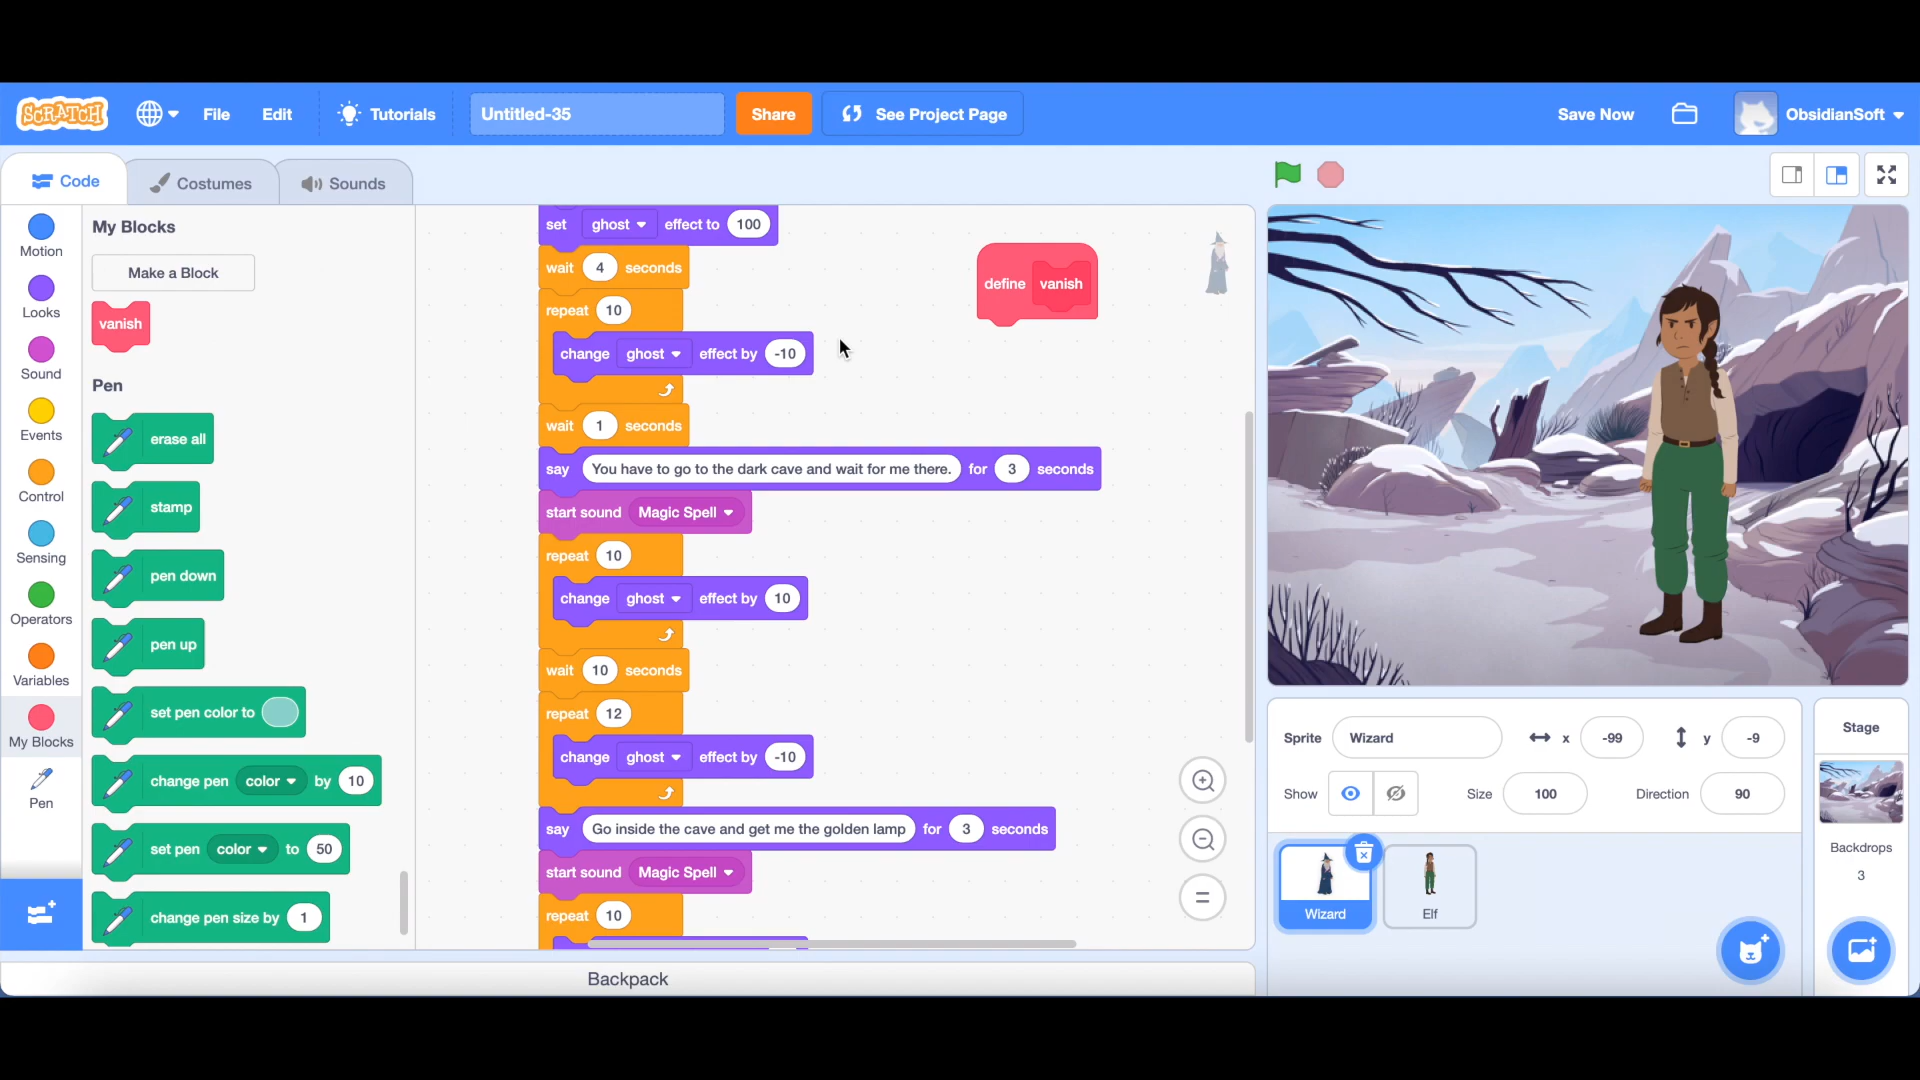 SCRATCH File Edit Tutorials Untitled-35 Share See Project Page Save Now ObsidianSoft
Code Costumes Sounds
Motion
Looks
Sound
Events
Control
Sensing
Operators
Variables
My Blocks
Pen
My Blocks
Make a Block
vanish
Pen
erase all
stamp
pen down
pen up
set pen color to
change pen color by 10
set pen color to 50
change pen size by 1
set ghost effect to 100
wait 4 seconds
repeat 10
change ghost effect by -10
wait 1 seconds
say You have to go to the dark cave and wait for me there. for 3 seconds
start sound Magic Spell
repeat 10
change ghost effect by 10
wait 10 seconds
repeat 12
change ghost effect by -10
say Go inside the cave and get me the golden lamp for 3 seconds
start sound Magic Spell
repeat 10
define vanish
Backpack
Sprite Wizard x -99 y -9
Show Size 100 Direction 90
Wizard
Elf
Stage
Backdrops
3